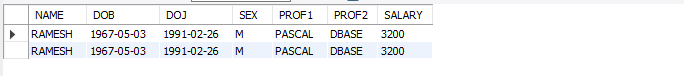 NAME DOB DOJ SEX PROF1 PROF2 SALARY
RAMESH 1967-05-03 1991-02-26 M PASCAL DBASE 3200
RAMESH 1967-05-03 1991-02-26 M PASCAL DBASE 3200